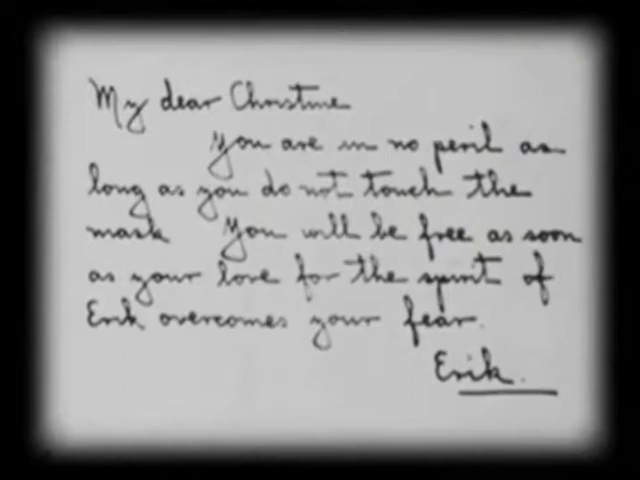 My dear Christine
You are in no peril as
long as you do not touch the
mask You will be free as soon
as your love for the spirit of
Erik overcomes your fear.
Erik.